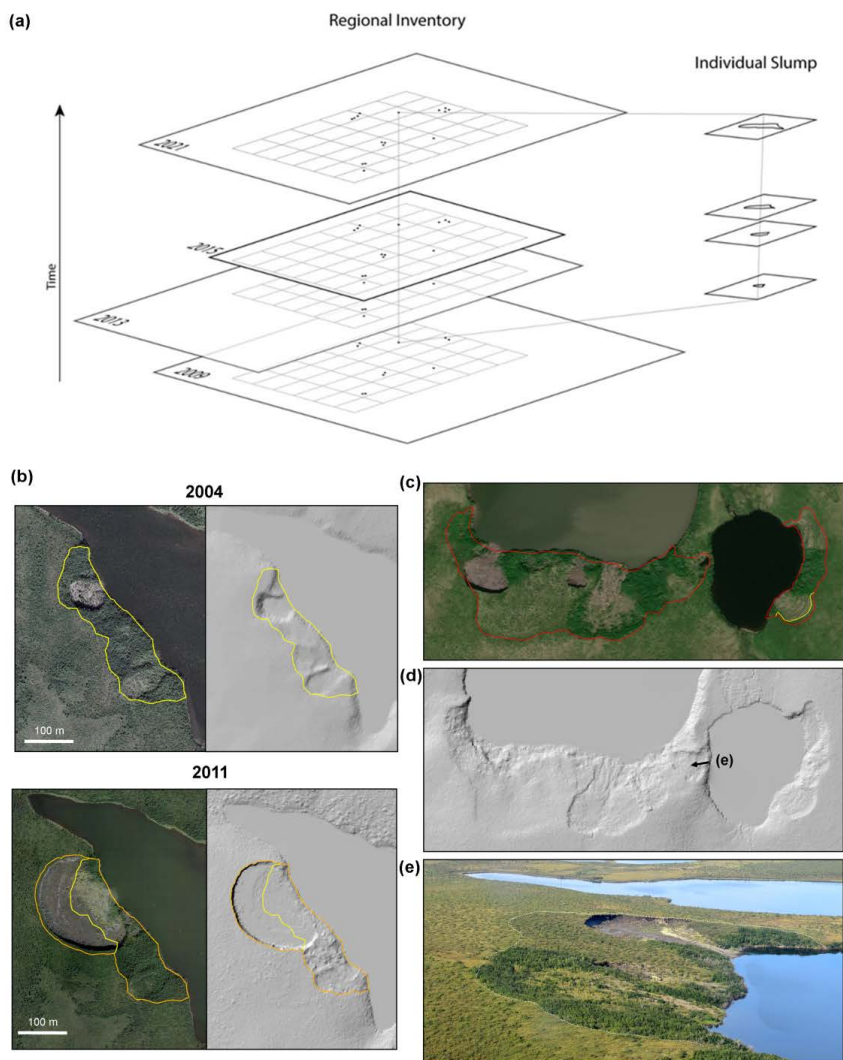 (a)
Regional Inventory
Individual Slump
Time
2021
2015
2013
2009
(b)
2004
100 m
2011
100 m
(c)
(d)
(e)
(e)